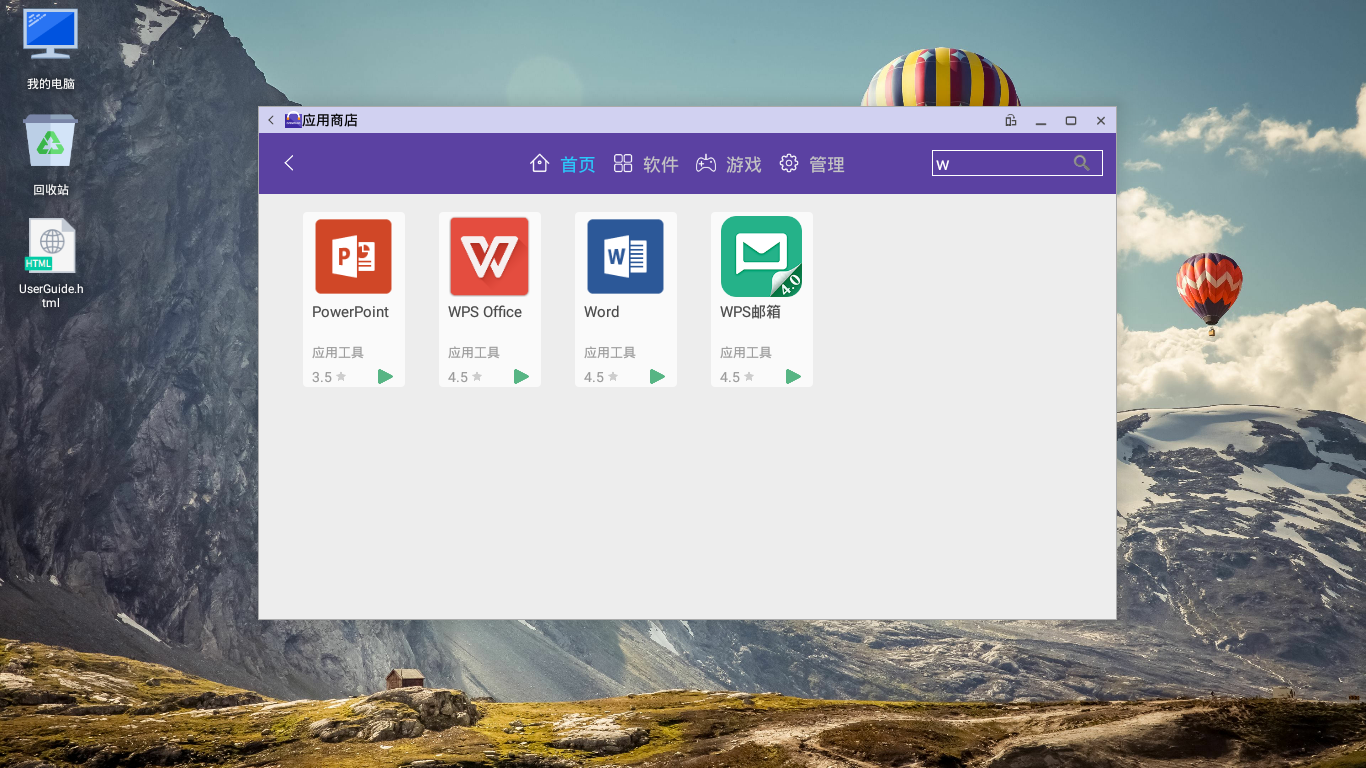 我的电脑
回收站
HTML
UserGuide.h
tml
应用商店
首页 软件 游戏 管理
w
P
W
W
4.0
PowerPoint
WPS Office
Word
WPS邮箱
应用工具
应用工具
应用工具
应用工具
3.5
4.5
4.5
4.5